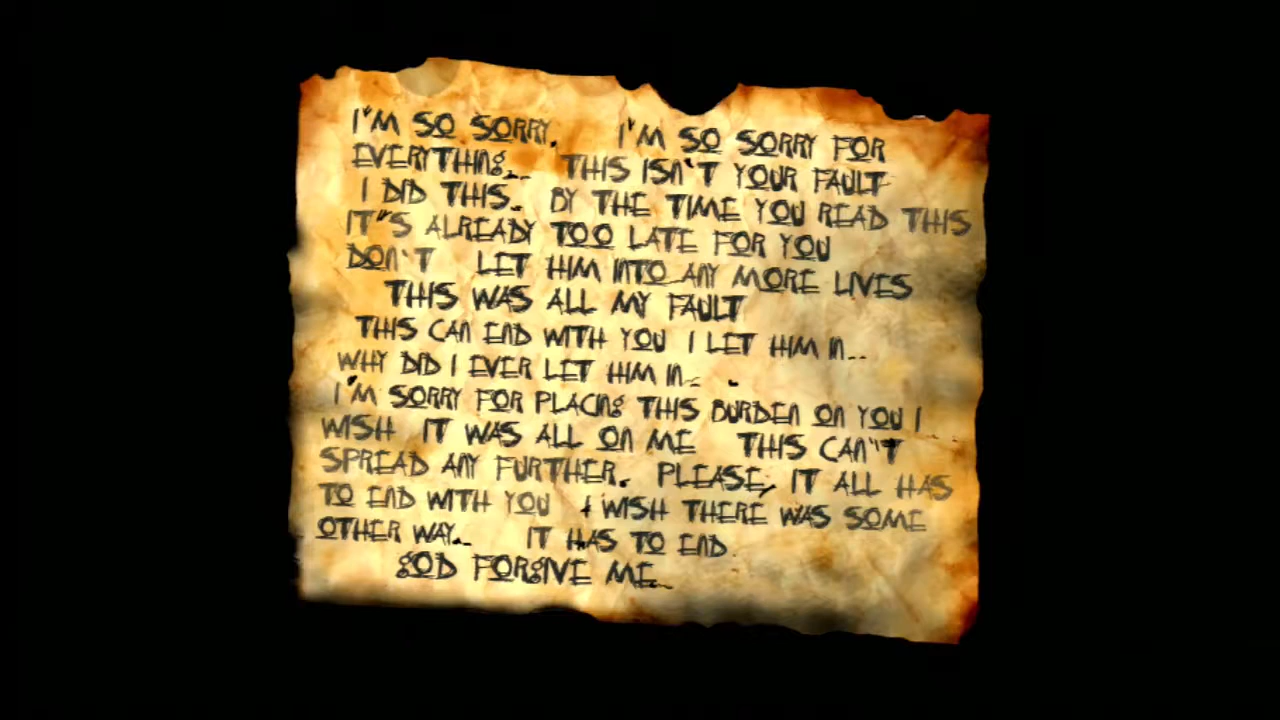 I'M SO SORRY. I'M SO SORRY FOR
EVERYTHING... THIS ISN'T YOUR FAULT
I DID THIS.. BY THE TIME YOU READ THIS
IT"S ALREADY TOO LATE FOR YOU
DON'T LET HIM INTO ANY MORE LIVES
THIS WAS ALL MY FAULT
THIS CAN END WITH YOU I LET HIM IN...
WHY DID I EVER LET HIM IN...
I'M SORRY FOR PLACING THIS BURDEN ON YOU I
WISH IT WAS ALL ON ME THIS CAN"T
SPREAD ANY FURTHER. PLEASE, IT ALL HAS
TO END WITH YOU I WISH THERE WAS SOME
OTHER WAY... IT HAS TO END.
GOD FORGIVE ME...